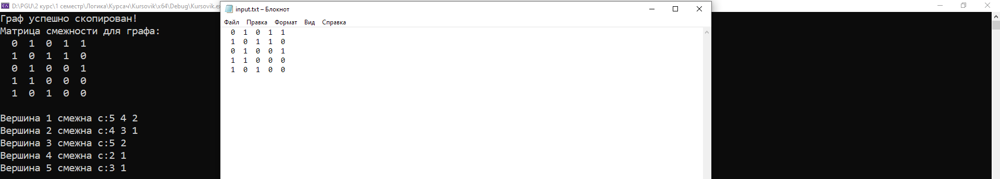 D:\PGU\2 курс\1 семестр\Логика\Курсач\Kursovik\x64\Debug\Kursovik.ex
Граф успешно скопирован!
Матрица смежности для графа:
0 1 0 1 1
1 0 1 1 0
0 1 0 0 1
1 1 0 0 0
1 0 1 0 0
Вершина 1 смежна с:5 4 2
Вершина 2 смежна с:4 3 1
Вершина 3 смежна с:5 2
Вершина 4 смежна с:2 1
Вершина 5 смежна с:3 1
input.txt – Блокнот
Файл Правка Формат Вид Справка
0 1 0 1 1
1 0 1 1 0
0 1 0 0 1
1 1 0 0 0
1 0 1 0 0